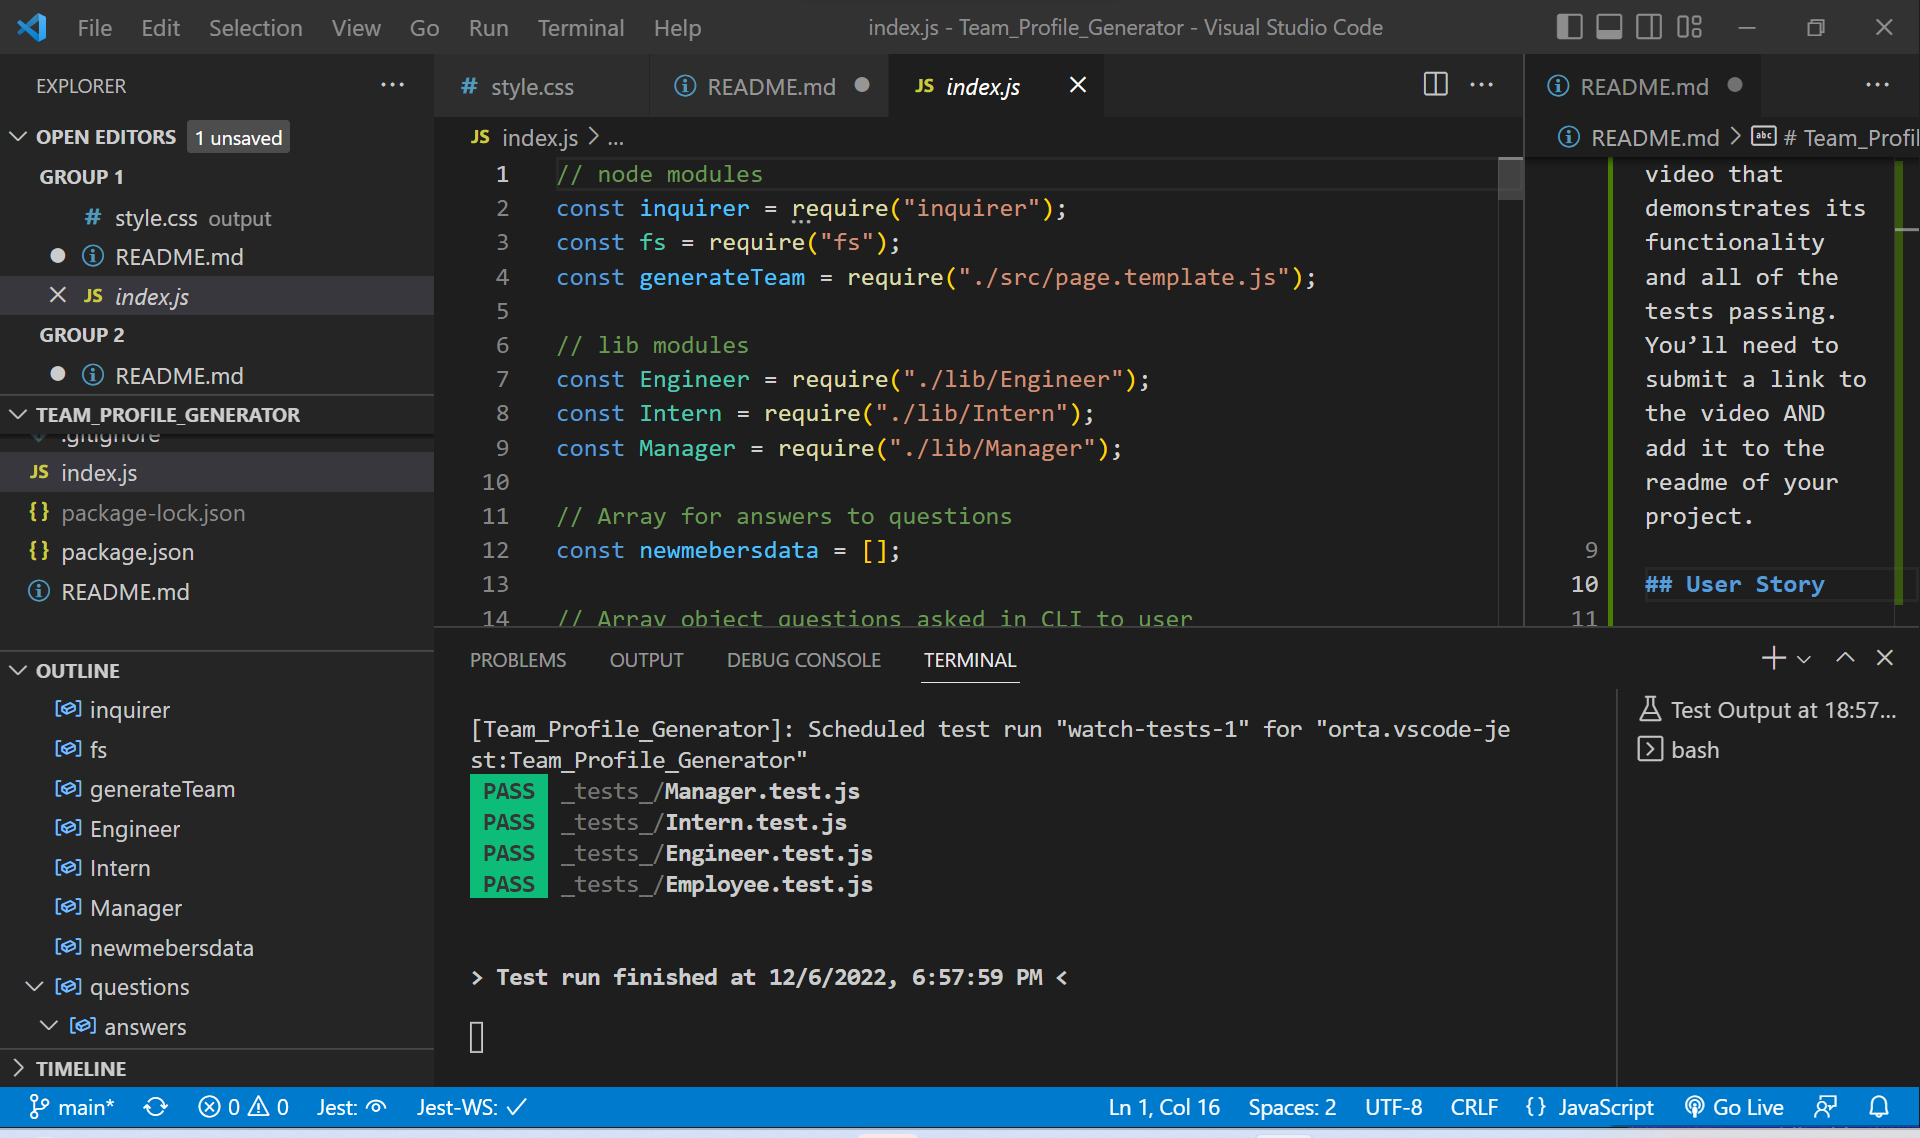 File Edit Selection View Go Run Terminal Help index.js - Team_Profile_Generator - Visual Studio Code
EXPLORER
OPEN EDITORS 1 unsaved
GROUP 1
# style.css output
README.md
JS index.js
GROUP 2
README.md
TEAM_PROFILE_GENERATOR
.gitignore
JS index.js
{} package-lock.json
{} package.json
README.md
OUTLINE
inquirer
fs
generateTeam
Engineer
Intern
Manager
newmebersdata
questions
answers
TIMELINE
# style.css README.md JS index.js
JS index.js > ...
1 // node modules
2 const inquirer = require("inquirer");
3 const fs = require("fs");
4 const generateTeam = require("./src/page.template.js");
5
6 // lib modules
7 const Engineer = require("./lib/Engineer");
8 const Intern = require("./lib/Intern");
9 const Manager = require("./lib/Manager");
10
11 // Array for answers to questions
12 const newmebersdata = [];
13
14 // Array object questions asked in CLI to user
README.md
README.md > abc # Team_Profil
video that
demonstrates its
functionality
and all of the
tests passing.
You’ll need to
submit a link to
the video AND
add it to the
readme of your
project.
9
10 ## User Story
11
PROBLEMS OUTPUT DEBUG CONSOLE TERMINAL
[Team_Profile_Generator]: Scheduled test run "watch-tests-1" for "orta.vscode-je
st:Team_Profile_Generator"
PASS _tests_/Manager.test.js
PASS _tests_/Intern.test.js
PASS _tests_/Engineer.test.js
PASS _tests_/Employee.test.js
> Test run finished at 12/6/2022, 6:57:59 PM <
Test Output at 18:57...
bash
main* 0 0 Jest: Jest-WS: Ln 1, Col 16 Spaces: 2 UTF-8 CRLF {} JavaScript Go Live